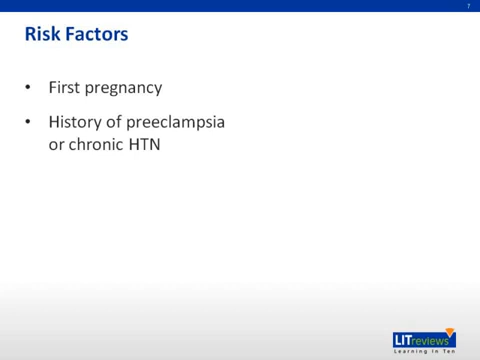 7
Risk Factors
• First pregnancy
• History of preeclampsia
or chronic HTN
LITreviews
Learning in Ten